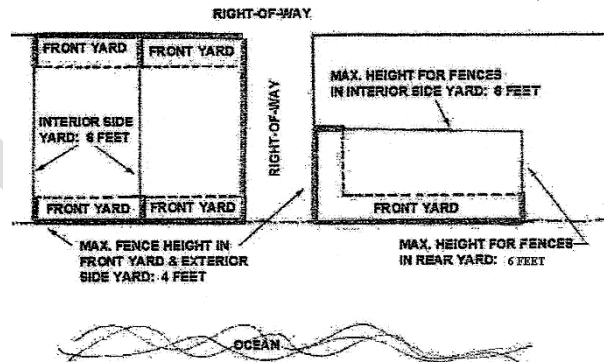 RIGHT-OF-WAY
FRONT YARD
FRONT YARD
RIGHT-OF-WAY
MAX. HEIGHT FOR FENCES
IN INTERIOR SIDE YARD: 6 FEET
INTERIOR SIDE
YARD: 6 FEET
FRONT YARD
FRONT YARD
FRONT YARD
MAX. FENCE HEIGHT IN
FRONT YARD & EXTERIOR
SIDE YARD: 4 FEET
MAX. HEIGHT FOR FENCES
IN REAR YARD: 6 FEET
OCEAN